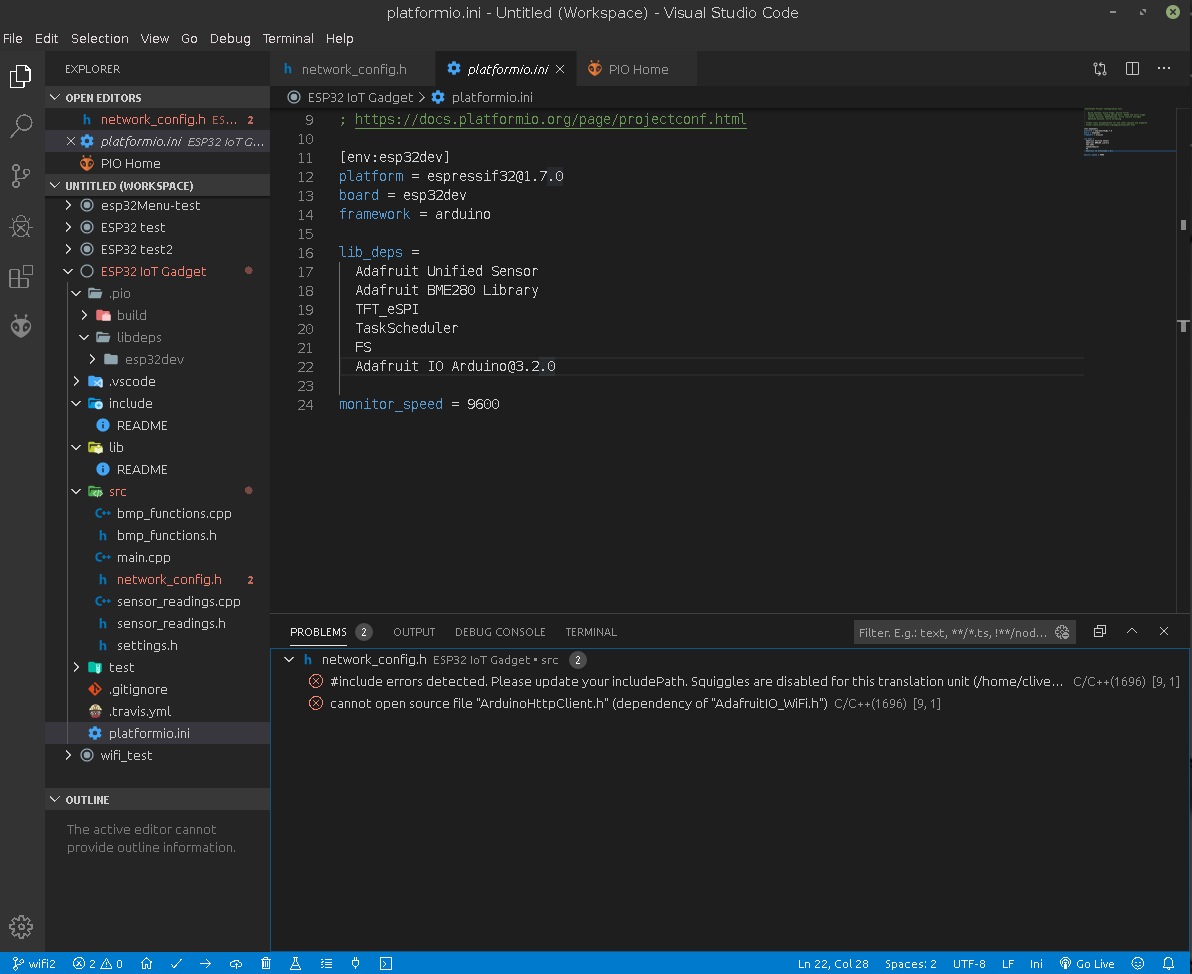 platformio.ini - Untitled (Workspace) - Visual Studio Code
File Edit Selection View Go Debug Terminal Help
EXPLORER
OPEN EDITORS
h network_config.h ES... 2
platformio.ini ESP32 IoT G...
PIO Home
UNTITLED (WORKSPACE)
esp32Menu-test
ESP32 test
ESP32 test2
ESP32 IoT Gadget
.pio
build
libdeps
esp32dev
.vscode
include
README
lib
README
src
bmp_functions.cpp
h bmp_functions.h
main.cpp
h network_config.h 2
sensor_readings.cpp
h sensor_readings.h
h settings.h
test
.gitignore
.travis.yml
platformio.ini
wifi_test
OUTLINE
The active editor cannot
provide outline information.
h network_config.h platformio.ini PIO Home
ESP32 IoT Gadget > platformio.ini
9 ; https://docs.platformio.org/page/projectconf.html
10
11 [env:esp32dev]
12 platform = espressif32@1.7.0
13 board = esp32dev
14 framework = arduino
15
16 lib_deps =
17 Adafruit Unified Sensor
18 Adafruit BME280 Library
19 TFT_eSPI
20 TaskScheduler
21 FS
22 Adafruit IO Arduino@3.2.0
23
24 monitor_speed = 9600
PROBLEMS 2 OUTPUT DEBUG CONSOLE TERMINAL Filter. E.g.: text, **/*.ts, !**/nod...
h network_config.h ESP32 IoT Gadget • src 2
#include errors detected. Please update your includePath. Squiggles are disabled for this translation unit (/home/clive... C/C++(1696) [9, 1]
cannot open source file "ArduinoHttpClient.h" (dependency of "AdafruitIO_WiFi.h") C/C++(1696) [9, 1]
wifi2 2 0 Ln 22, Col 28 Spaces: 2 UTF-8 LF Ini Go Live